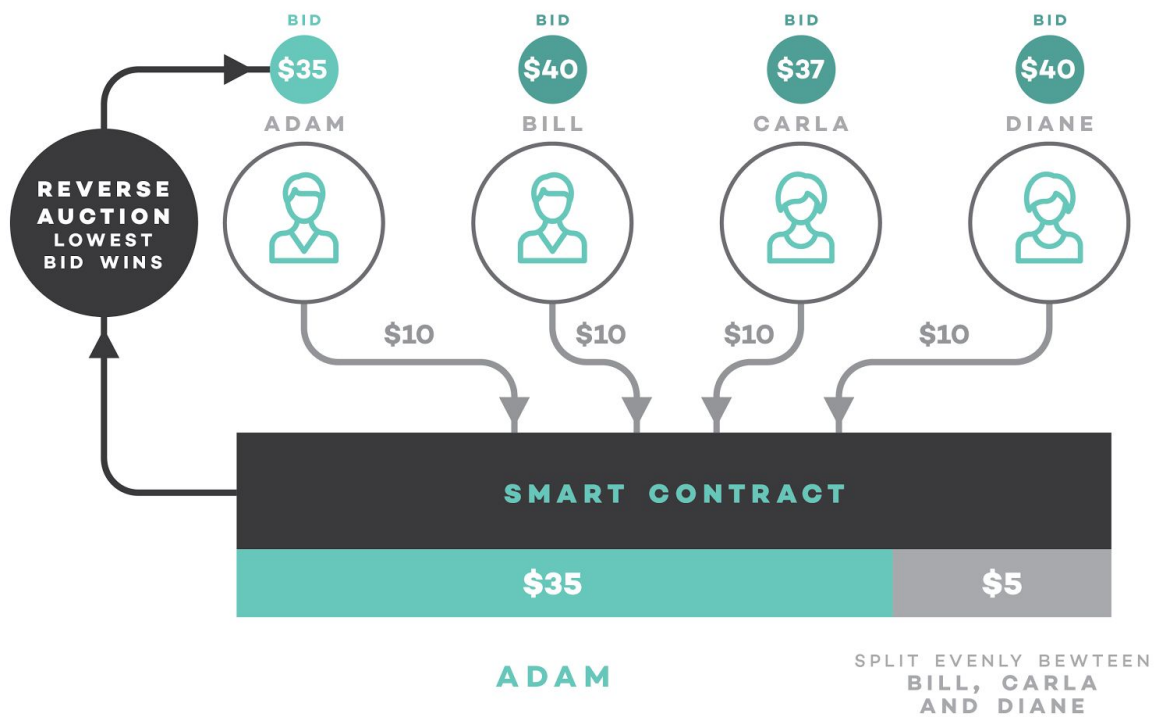 BID
BID
BID
BID
$35
$40
$37
$40
ADAM
BILL
CARLA
DIANE
REVERSE
AUCTION
LOWEST
BID WINS
$10
$10
$10
$10
SMART CONTRACT
$35
$5
ADAM
SPLIT EVENLY BEWTEEN
BILL, CARLA
AND DIANE